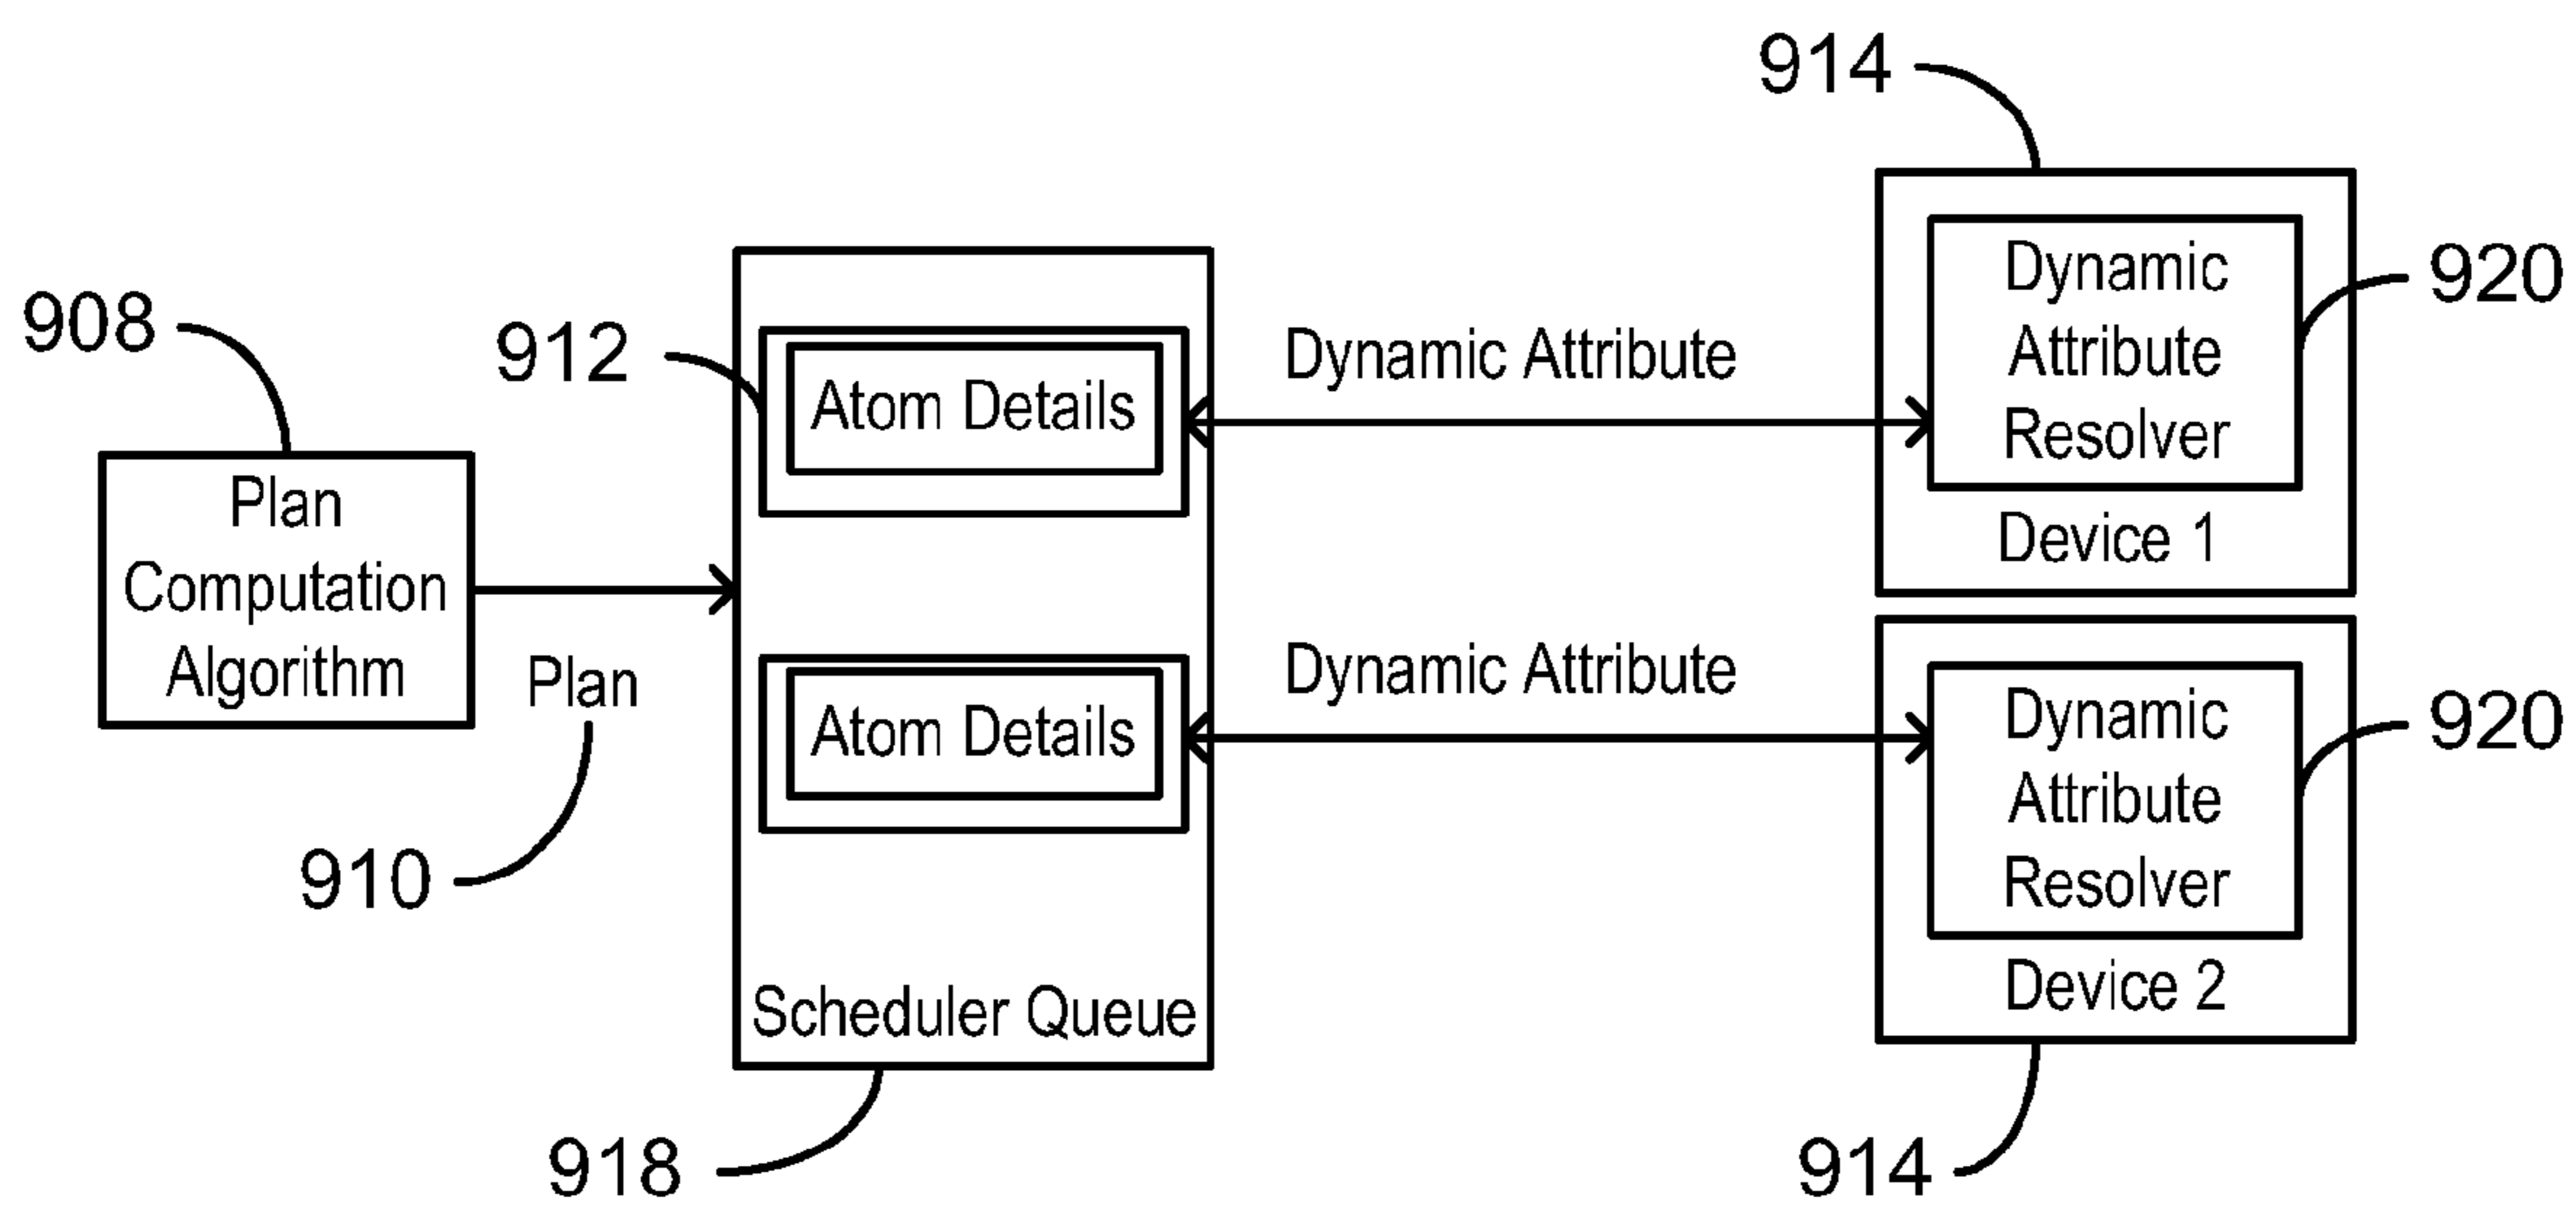 908
Plan
Computation
Algorithm
Plan
910
912
Atom Details
Atom Details
Scheduler Queue
918
Dynamic Attribute
Dynamic Attribute
914
Dynamic
Attribute
Resolver
Device 1
920
Dynamic
Attribute
Resolver
Device 2
920
914